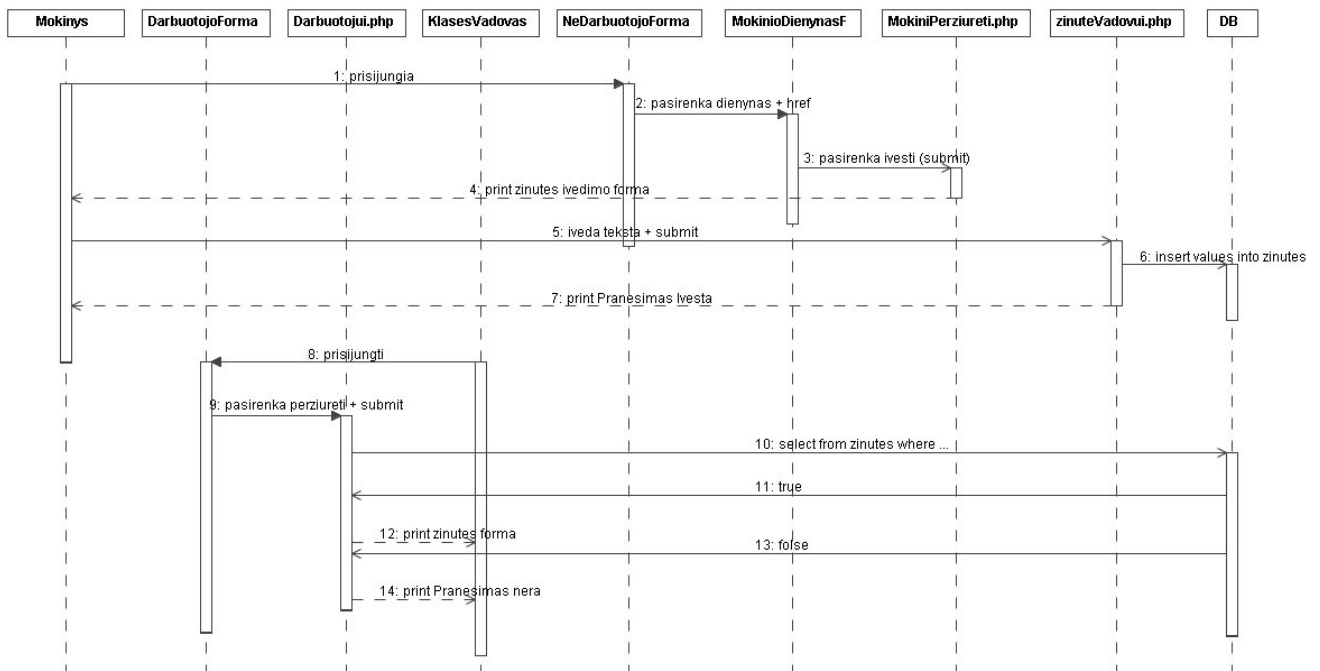 Mokinys
DarbuotojoForma
Darbuotojui.php
KlasesVadovas
NeDarbuotojoForma
MokinioDienynasF
MokiniPerziureti.php
zinuteVadovui.php
DB
1: prisijungia
2: pasirenka dienynas + href
3: pasirenka ivesti (submit)
4: print zinutes ivedimo forma
5: iveda teksta + submit
6: insert values into zinutes
7: print Pranesimas Ivesta
8: prisijungti
9: pasirenka perziureti + submit
10: select from zinutes where ...
11: true
12: print zinutes forma
13: folse
14: print Pranesimas nera